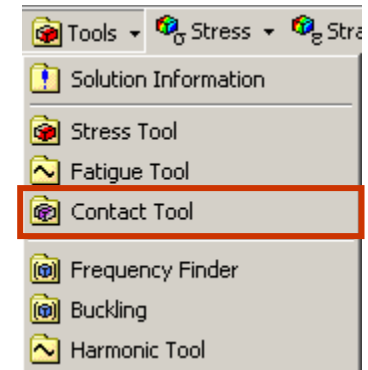 Tools σ Stress ε Stra
Solution Information
Stress Tool
Fatigue Tool
Contact Tool
Frequency Finder
Buckling
Harmonic Tool